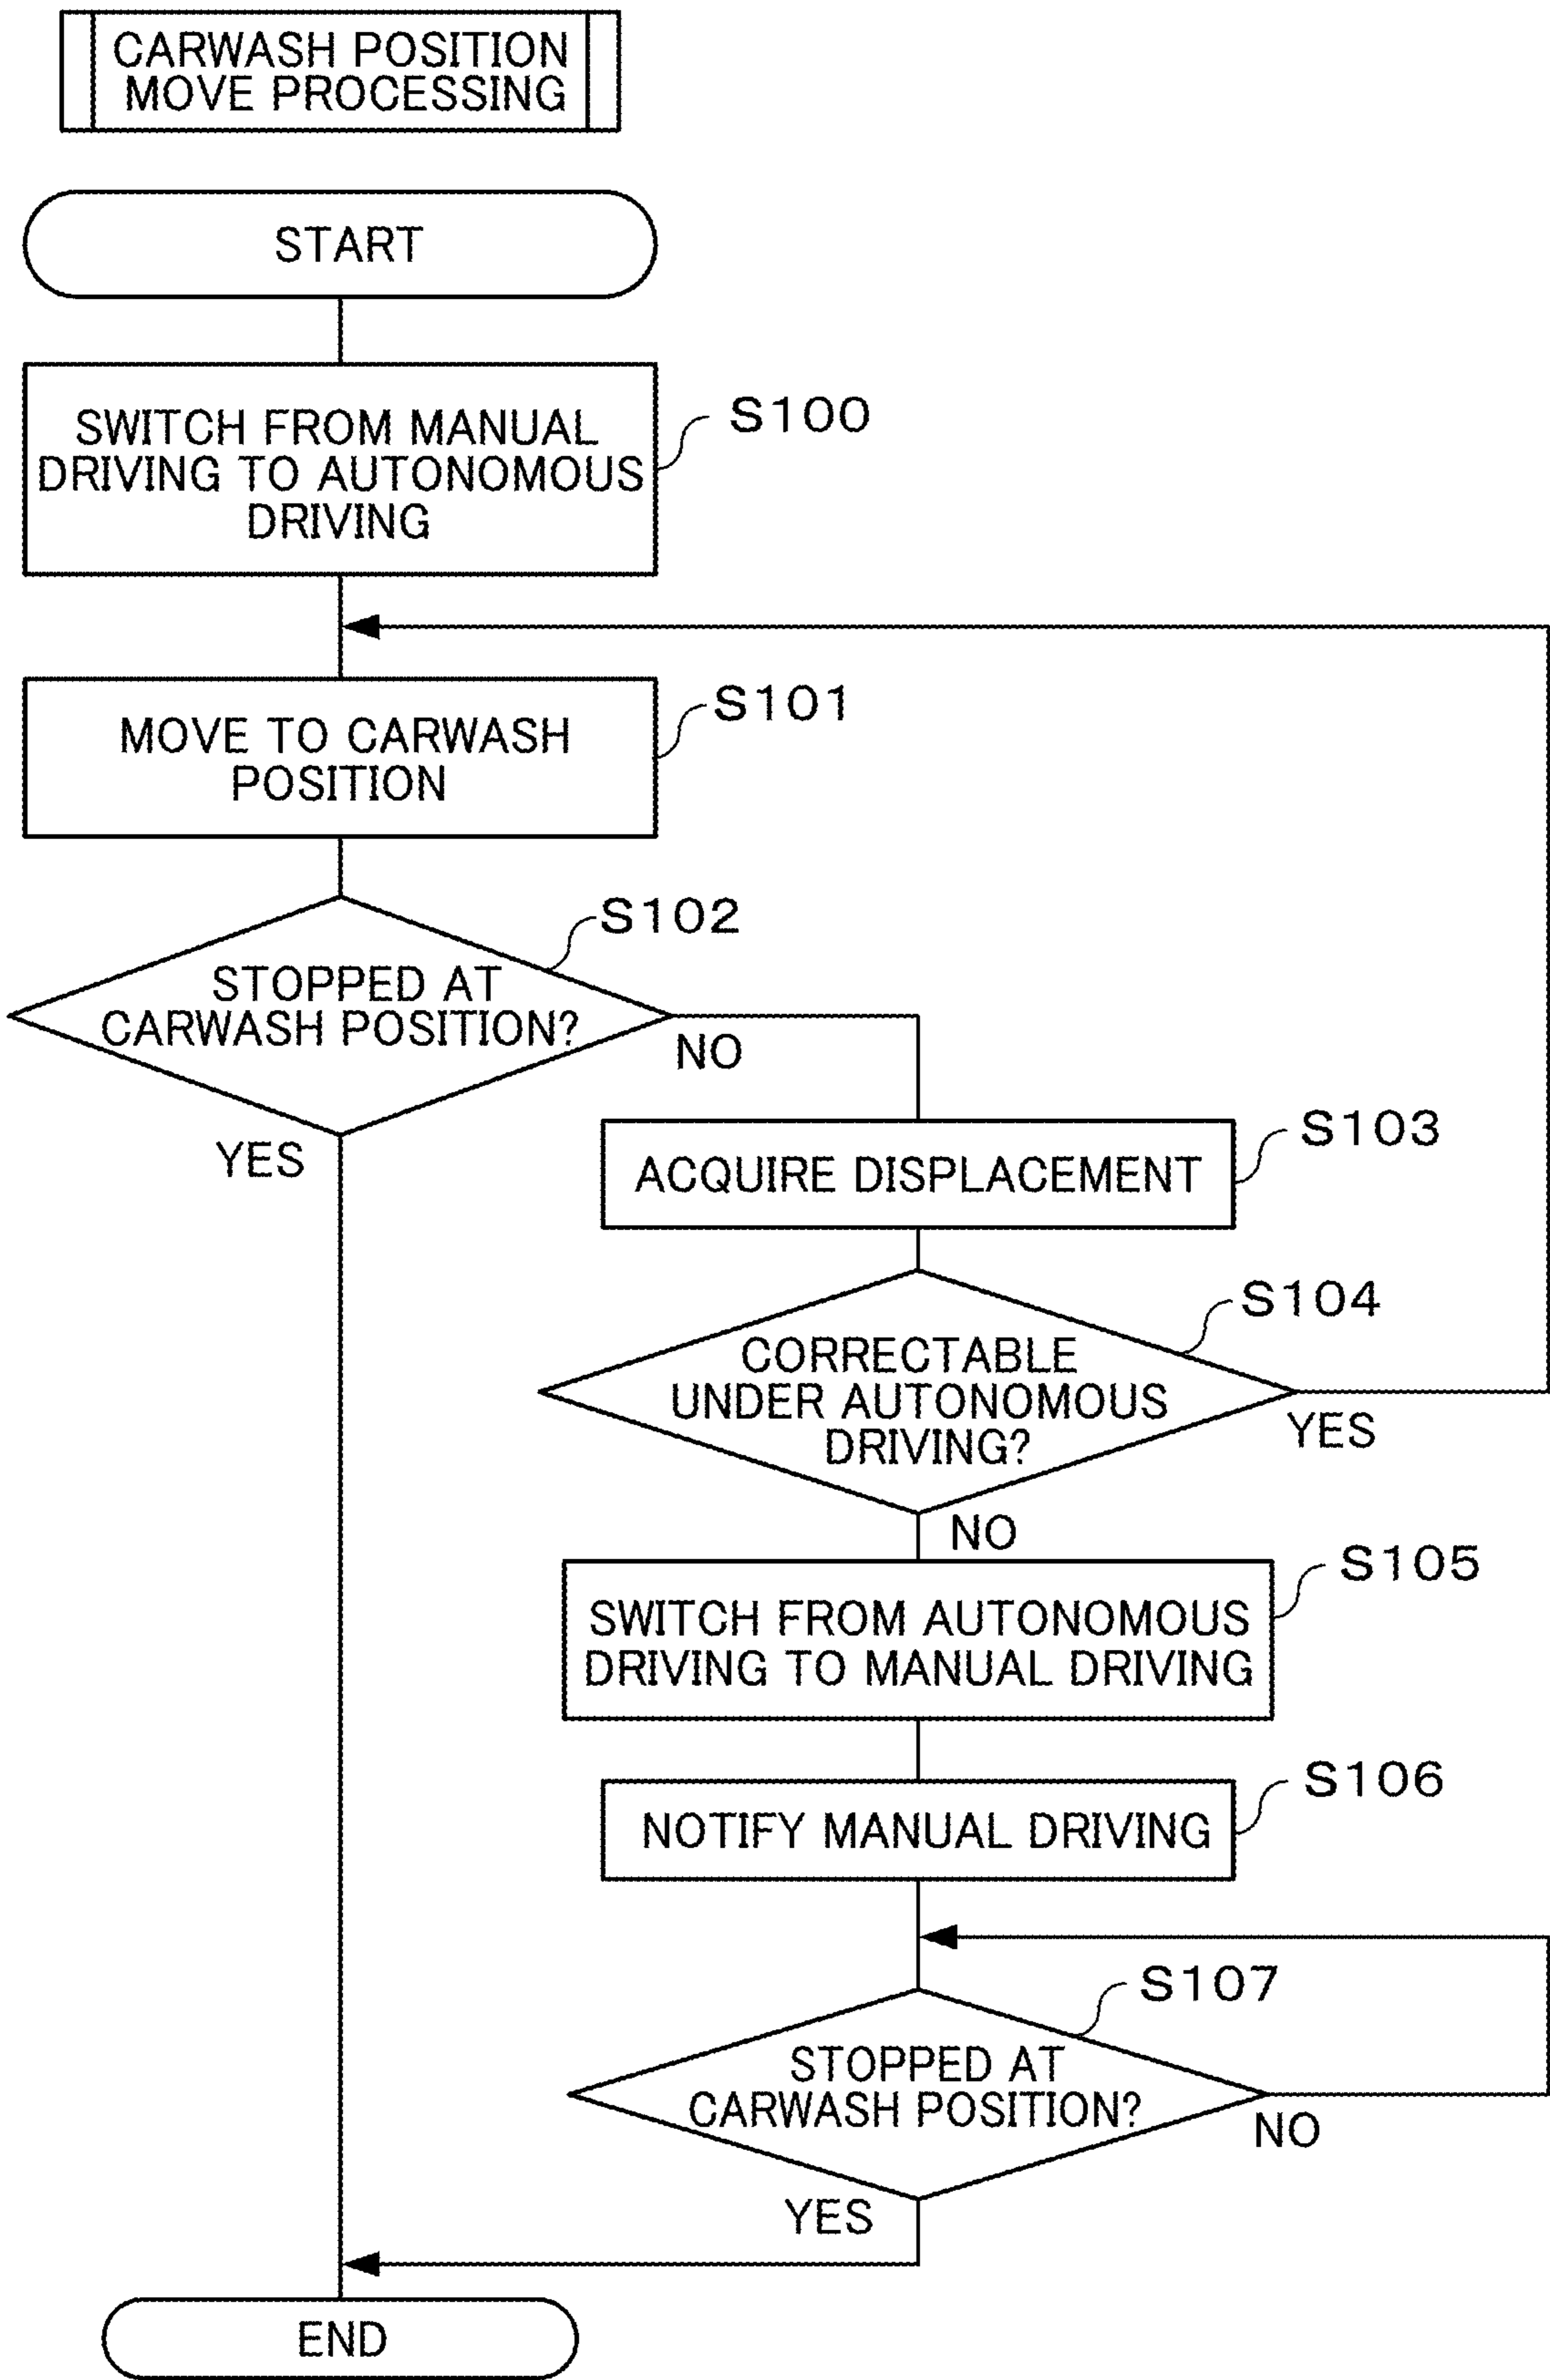 CARWASH POSITION
MOVE PROCESSING
START
SWITCH FROM MANUAL
DRIVING TO AUTONOMOUS
DRIVING
S100
MOVE TO CARWASH
POSITION
S101
STOPPED AT
CARWASH POSITION?
S102
NO
YES
ACQUIRE DISPLACEMENT
S103
CORRECTABLE
UNDER AUTONOMOUS
DRIVING?
S104
YES
NO
SWITCH FROM AUTONOMOUS
DRIVING TO MANUAL DRIVING
S105
NOTIFY MANUAL DRIVING
S106
STOPPED AT
CARWASH POSITION?
S107
NO
YES
END